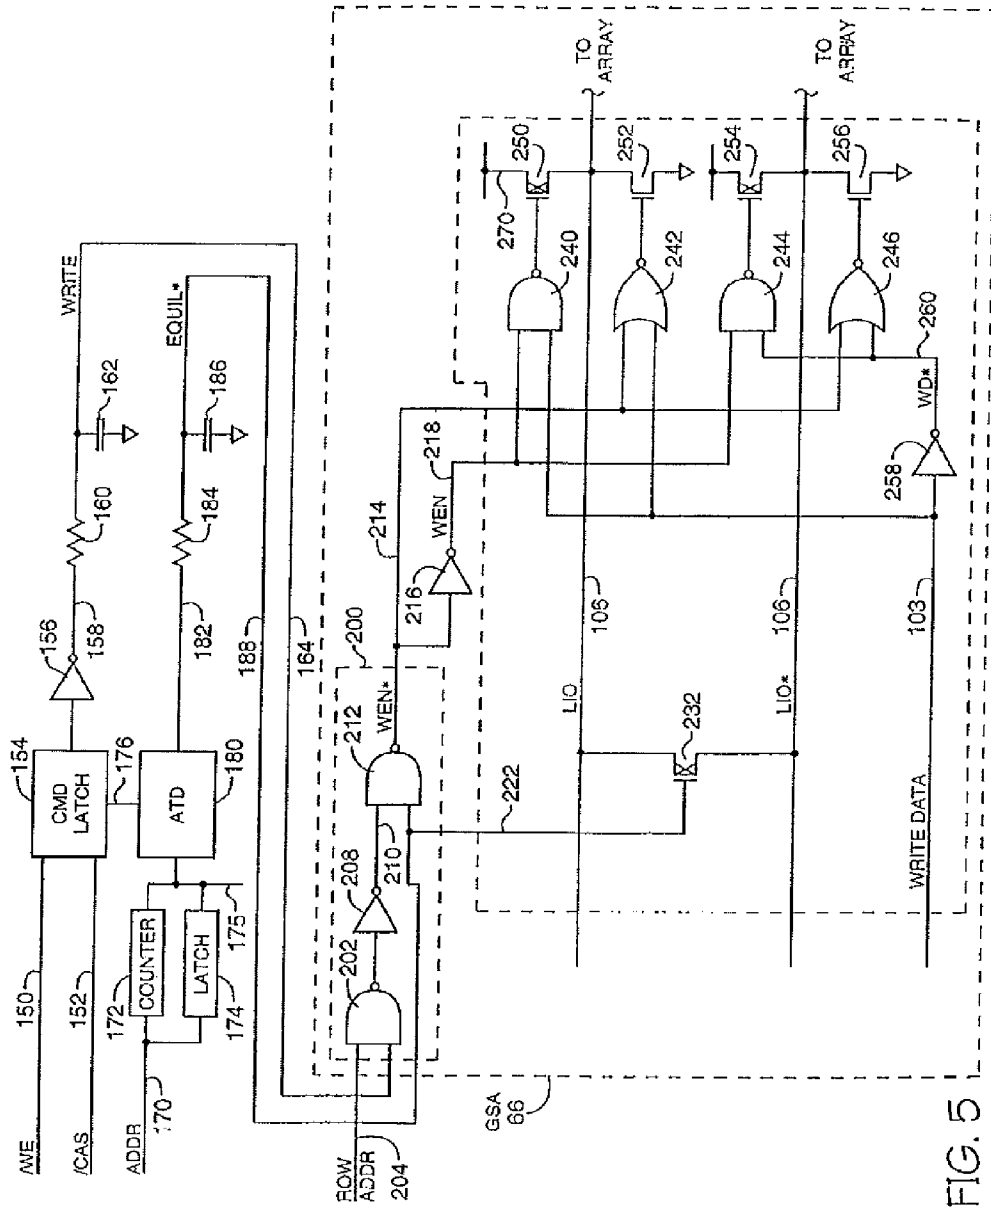 /WE
150
/CAS
152
ADDR
170
172
COUNTER
LATCH
174
175
CMD
LATCH
154
176
ATD
180
156
158
160
162
WRITE
182
184
186
EQUIL*
188
164
ROW
ADDR
204
GSA
66
200
202
208
210
212
WEN*
214
216
WEN
218
222
232
LIO
106
LIO*
106
WRITE DATA
103
240
242
244
246
250
252
254
256
270
258
WD*
260
TO
ARRAY
TO
ARRAY
FIG. 5